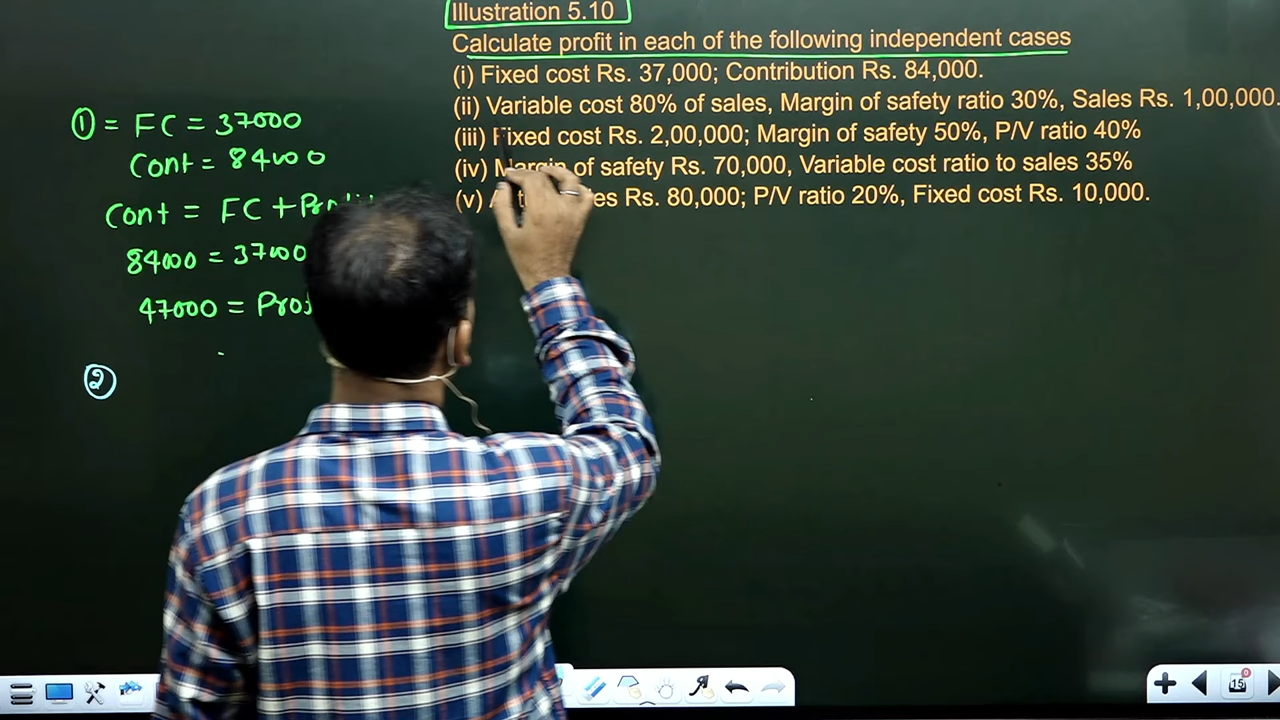 Illustration 5.10
Calculate profit in each of the following independent cases
(i) Fixed cost Rs. 37,000; Contribution Rs. 84,000.
(ii) Variable cost 80% of sales, Margin of safety ratio 30%, Sales Rs. 1,00,000.
(iii) Fixed cost Rs. 2,00,000; Margin of safety 50%, P/V ratio 40%
(iv) Margin of safety Rs. 70,000, Variable cost ratio to sales 35%
(v) Rs. 80,000; P/V ratio 20%, Fixed cost Rs. 10,000.
① = FC = 37000
Cont = 84000
Cont = FC +
84000 = 37000
47000 =
②
15